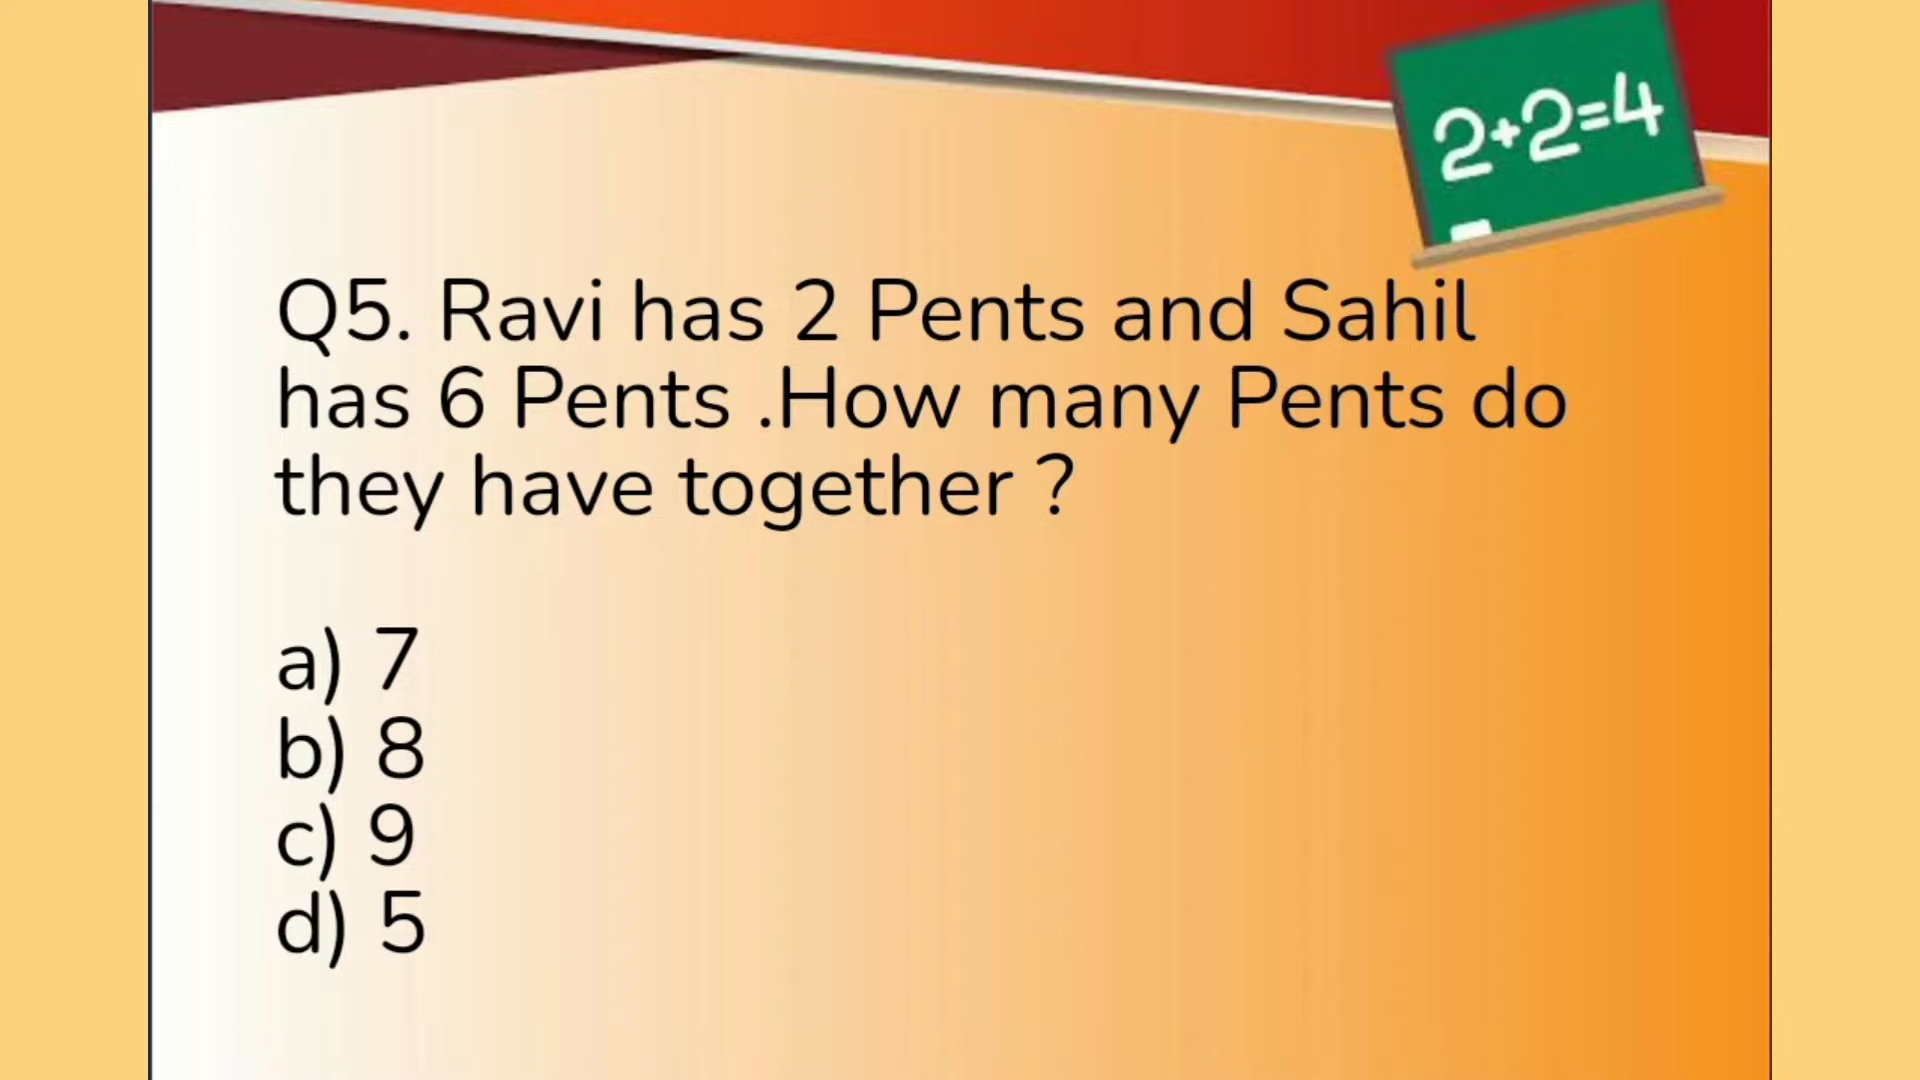 2+2=4
Q5. Ravi has 2 Pents and Sahil
has 6 Pents .How many Pents do
they have together ?
a) 7
b) 8
c) 9
d) 5